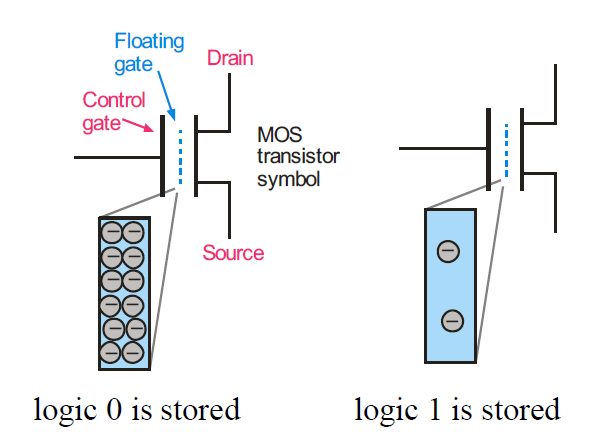 Floating
gate
Drain
Control
gate
MOS
transistor
symbol
Source
logic 0 is stored
logic 1 is stored